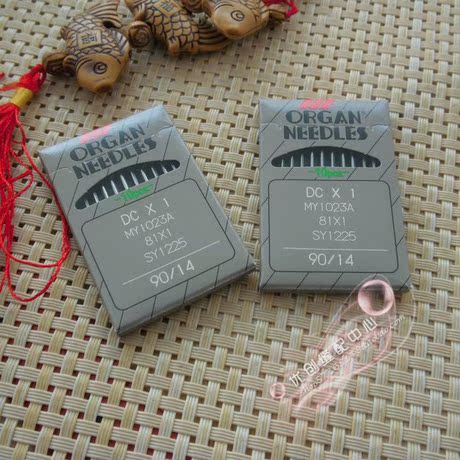 ORGAN
NEEDLES
10pcs
DC X 1
MY1023A
81X1
SY1225
90/14
ORGAN
NEEDLES
10pcs
DC X 1
MY1023A
81X1
SY1225
90/14